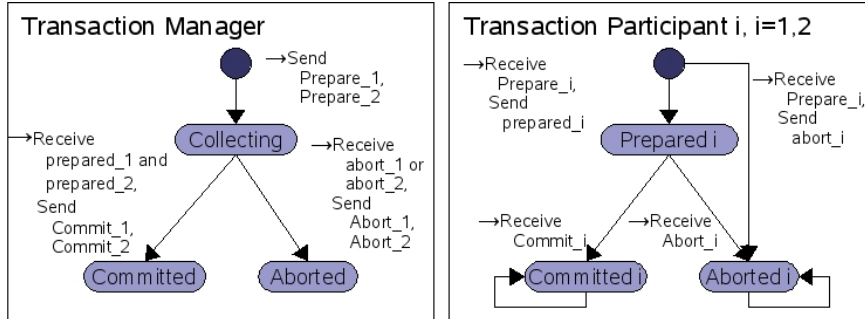 Transaction Manager
→Send
Prepare_1,
Prepare_2
Collecting
→Receive
prepared_1 and
prepared_2,
Send
Commit_1,
Commit_2
→Receive
abort_1 or
abort_2,
Send
Abort_1,
Abort_2
Committed
Aborted
Transaction Participant i, i=1,2
→Receive
Prepare_i,
Send
prepared_i
→Receive
Prepare_i,
Send
abort_i
Prepared i
→Receive
Commit_i
→Receive
Abort_i
Committed i
Aborted i